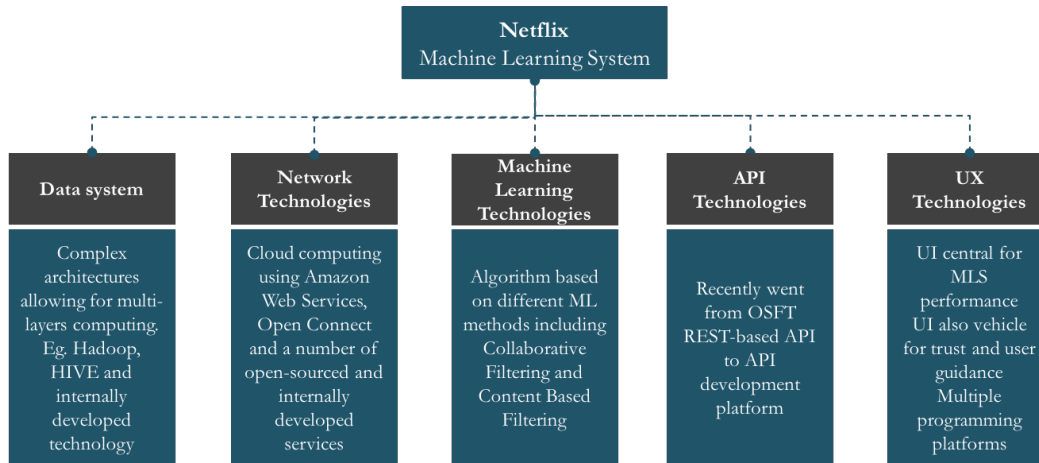 Netflix
Machine Learning System
Data system
Network
Technologies
Machine
Learning
Technologies
API
Technologies
UX
Technologies
Complex
architectures
allowing for multi-
layers computing.
Eg. Hadoop,
HIVE and
internally
developed
technology
Cloud computing
using Amazon
Web Services,
Open Connect
and a number of
open-sourced and
internally
developed
services
Algorithm based
on different ML
methods including
Collaborative
Filtering and
Content Based
Filtering
Recently went
from OSFT
REST-based API
to API
development
platform
UI central for
MLS
performance
UI also vehicle
for trust and user
guidance
Multiple
programming
platforms